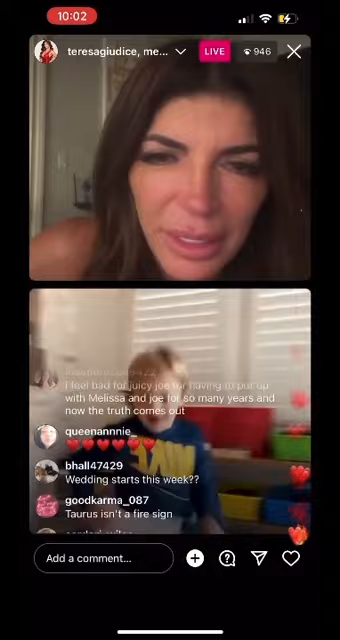 10:02
teresagiudice, me...
LIVE
946
I feel bad for juicy joe for having to put up
with Melissa and joe for so many years and
now the truth comes out
queenannnie_
bhall47429
Wedding starts this week??
goodkarma_087
Taurus isn't a fire sign
Add a comment...